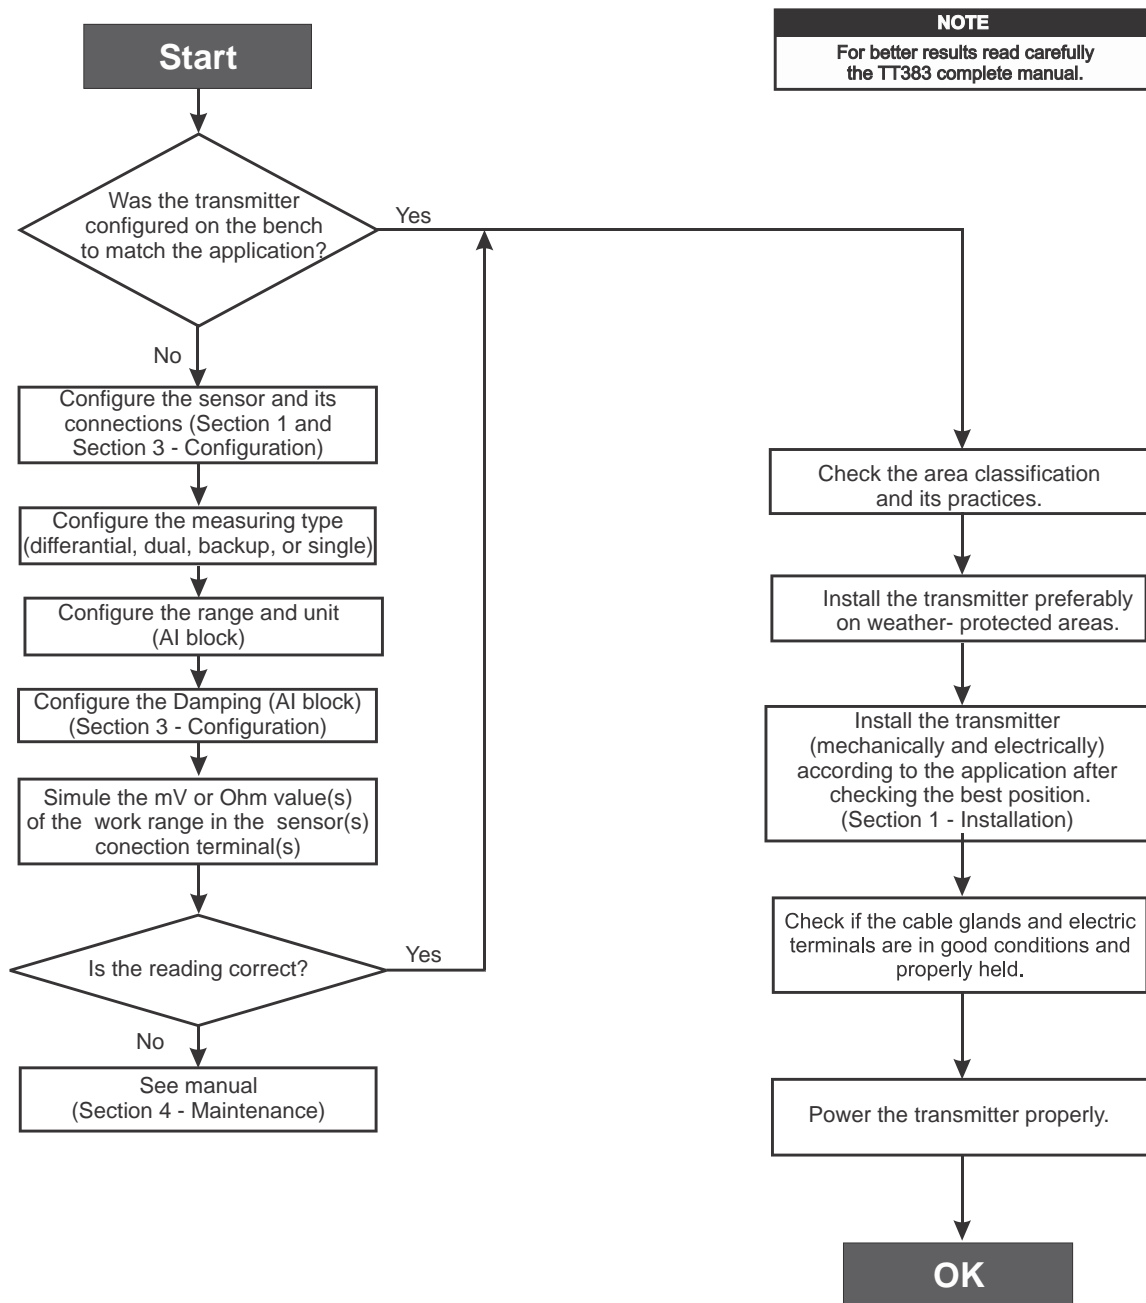 Start
NOTE
For better results read carefully
the TT383 complete manual.
Was the transmitter
configured on the bench
to match the application?
Yes
No
Configure the sensor and its
connections (Section 1 and
Section 3 - Configuration)
Configure the measuring type
(differantial, dual, backup, or single)
Configure the range and unit
(AI block)
Configure the Damping (AI block)
(Section 3 - Configuration)
Simule the mV or Ohm value(s)
of the work range in the sensor(s)
conection terminal(s)
Is the reading correct?
Yes
No
See manual
(Section 4 - Maintenance)
Check the area classification
and its practices.
Install the transmitter preferably
on weather- protected areas.
Install the transmitter
(mechanically and electrically)
according to the application after
checking the best position.
(Section 1 - Installation)
Check if the cable glands and electric
terminals are in good conditions and
properly held.
Power the transmitter properly.
OK